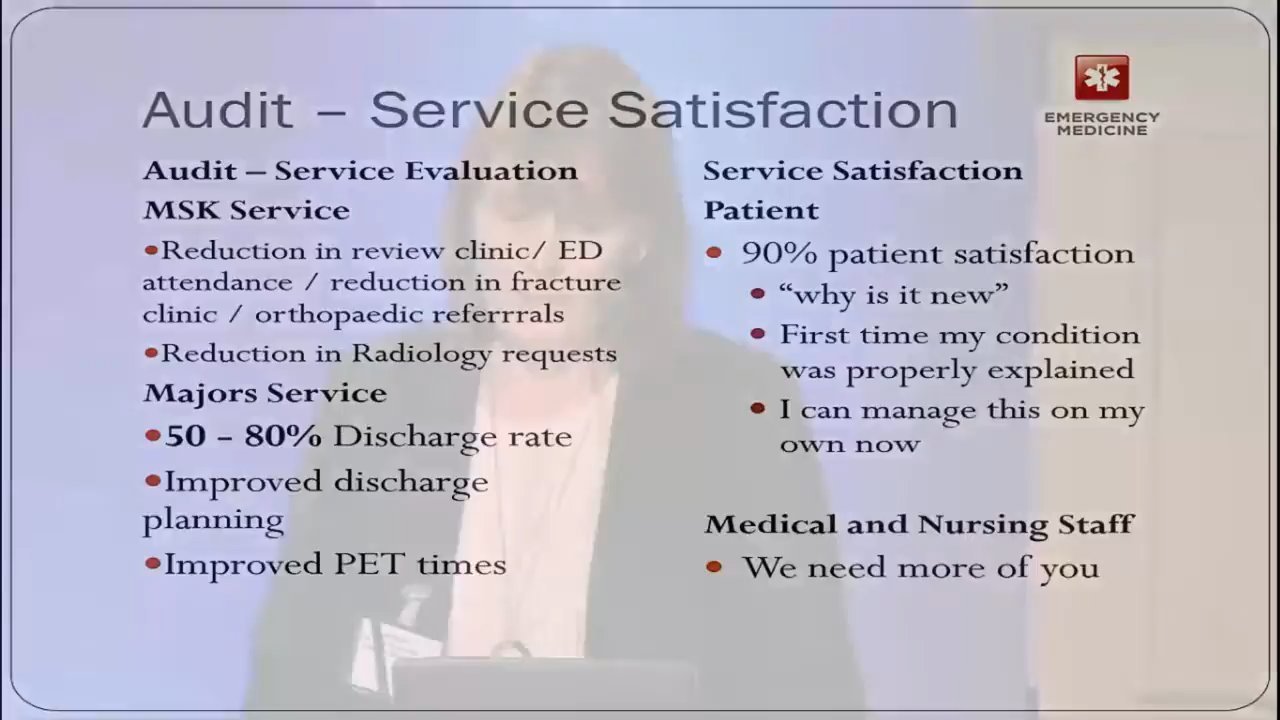 Audit – Service Satisfaction
EMERGENCY
MEDICINE
Audit – Service Evaluation
MSK Service
•Reduction in review clinic/ ED
attendance / reduction in fracture
clinic / orthopaedic referrrals
•Reduction in Radiology requests
Majors Service
•50 – 80% Discharge rate
•Improved discharge
planning
•Improved PET times
Service Satisfaction
Patient
• 90% patient satisfaction
• “why is it new”
• First time my condition
was properly explained
• I can manage this on my
own now
Medical and Nursing Staff
• We need more of you